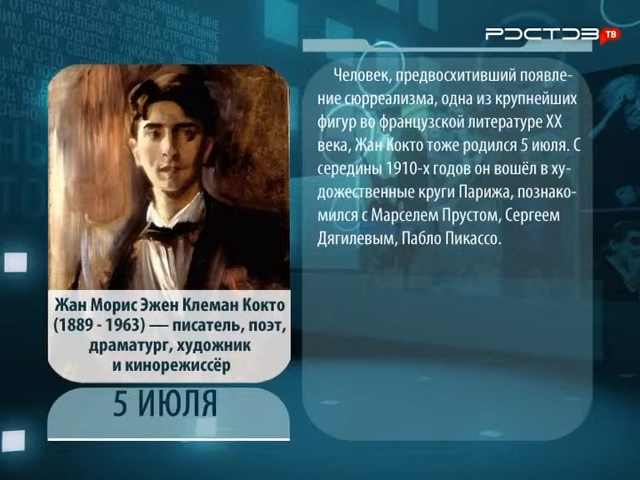 РОСТОВ ТВ
Человек, предвосхитивший появле-
ние сюрреализма, одна из крупнейших
фигур во французской литературе XX
века, Жан Кокто тоже родился 5 июля. С
середины 1910-х годов он вошёл в ху-
дожественные круги Парижа, познако-
мился с Марселем Прустом, Сергеем
Дягилевым, Пабло Пикассо.
Жан Морис Эжен Клеман Кокто
(1889 - 1963) — писатель, поэт,
драматург, художник
и кинорежиссёр
5 ИЮЛЯ